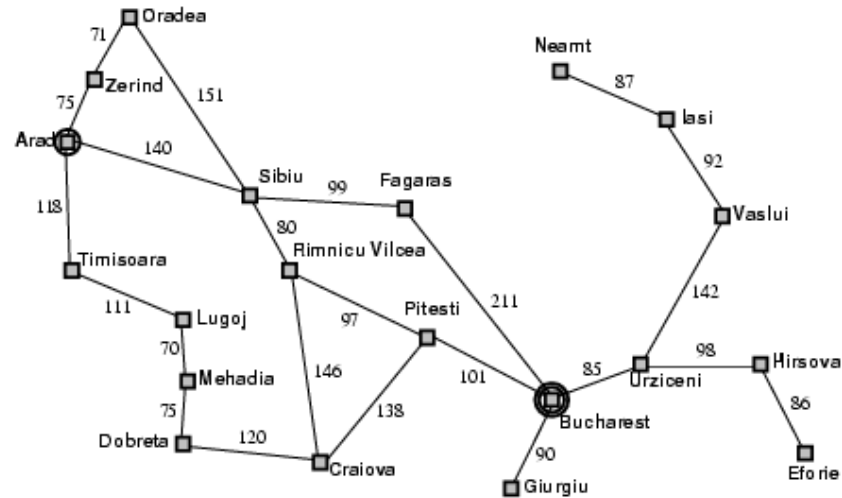 Oradea
71
Neamt
Zerind
87
75
151
Iasi
Arad
140
92
Sibiu
99
Fagaras
118
80
Vaslui
Timisoara
Rimnicu Vilcea
111
Lugoj
97
Pitesti
211
142
70
Mehadia
146
101
85
98
Hirsova
Urziceni
75
138
86
Bucharest
Dobreta
120
Craiova
90
Eforie
Giurgiu